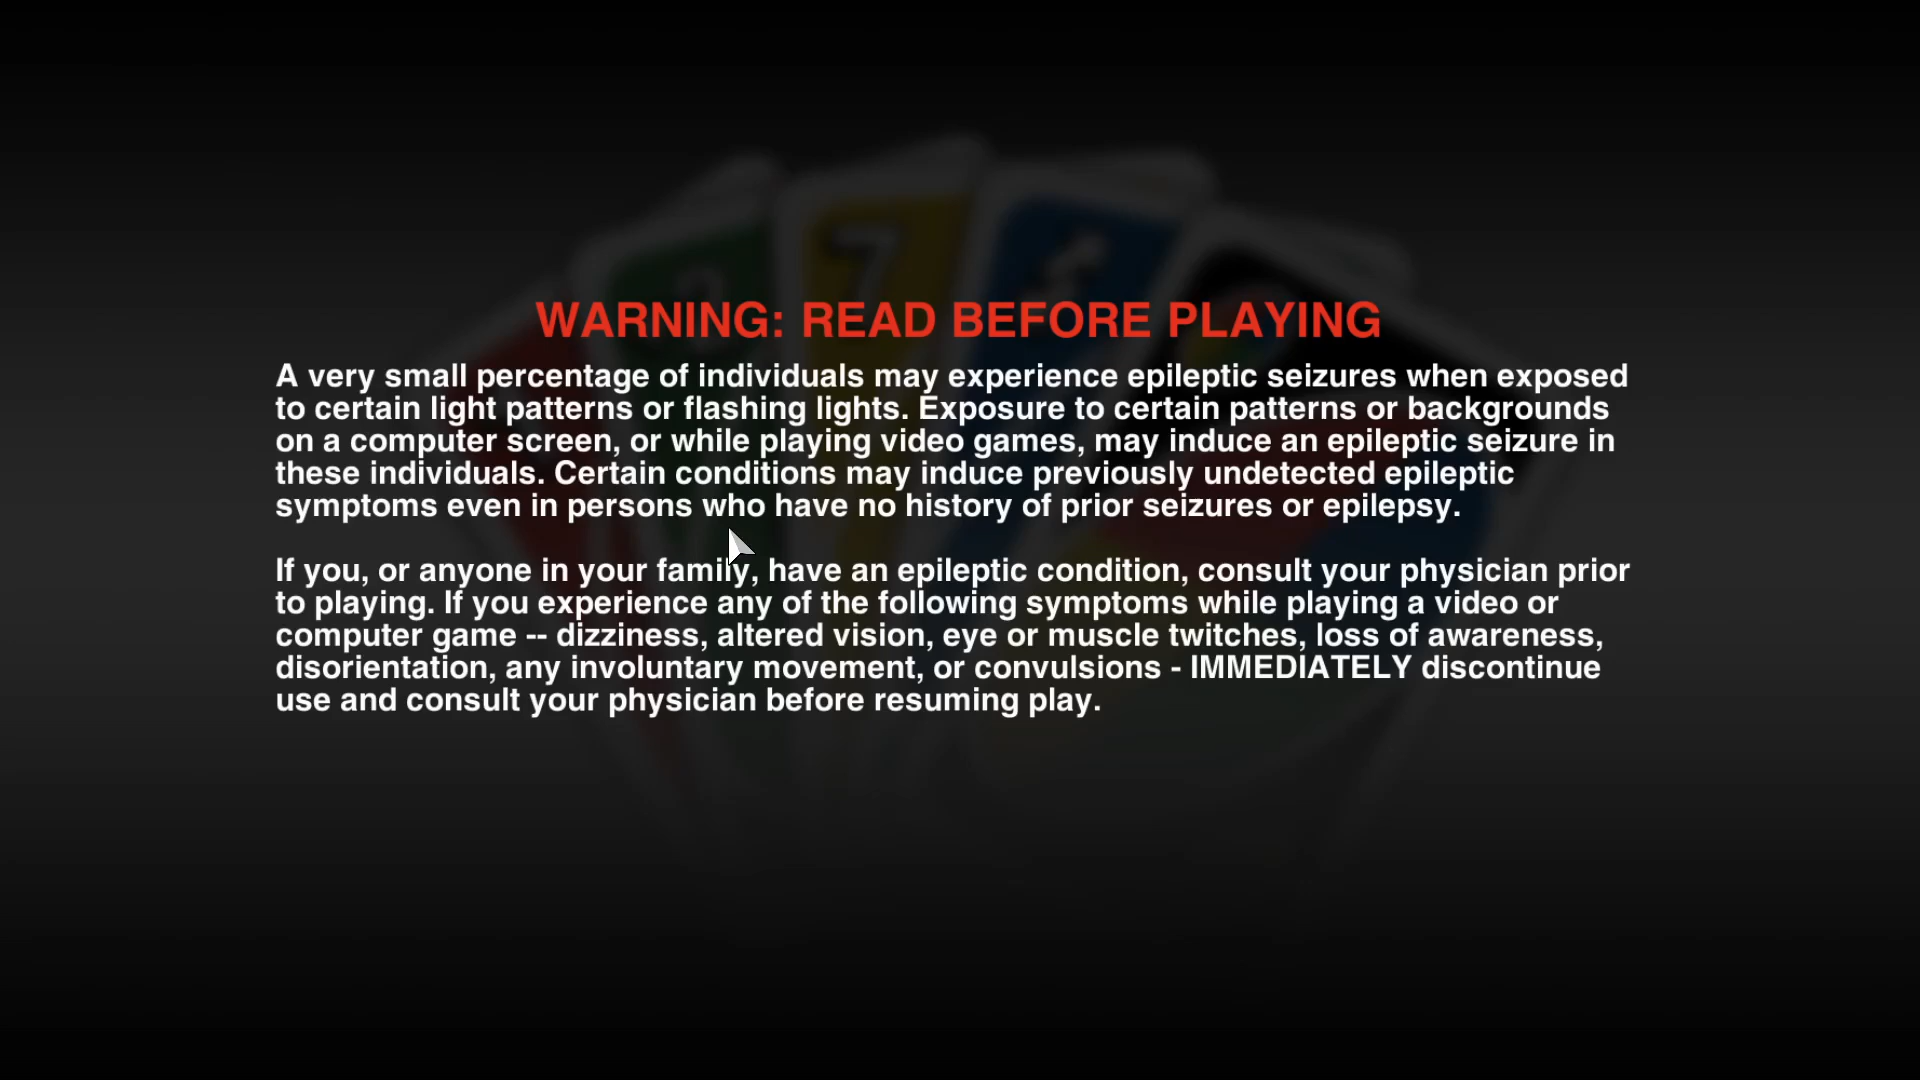 WARNING: READ BEFORE PLAYING
A very small percentage of individuals may experience epileptic seizures when exposed
to certain light patterns or flashing lights. Exposure to certain patterns or backgrounds
on a computer screen, or while playing video games, may induce an epileptic seizure in
these individuals. Certain conditions may induce previously undetected epileptic
symptoms even in persons who have no history of prior seizures or epilepsy.
If you, or anyone in your family, have an epileptic condition, consult your physician prior
to playing. If you experience any of the following symptoms while playing a video or
computer game -- dizziness, altered vision, eye or muscle twitches, loss of awareness,
disorientation, any involuntary movement, or convulsions - IMMEDIATELY discontinue
use and consult your physician before resuming play.
7